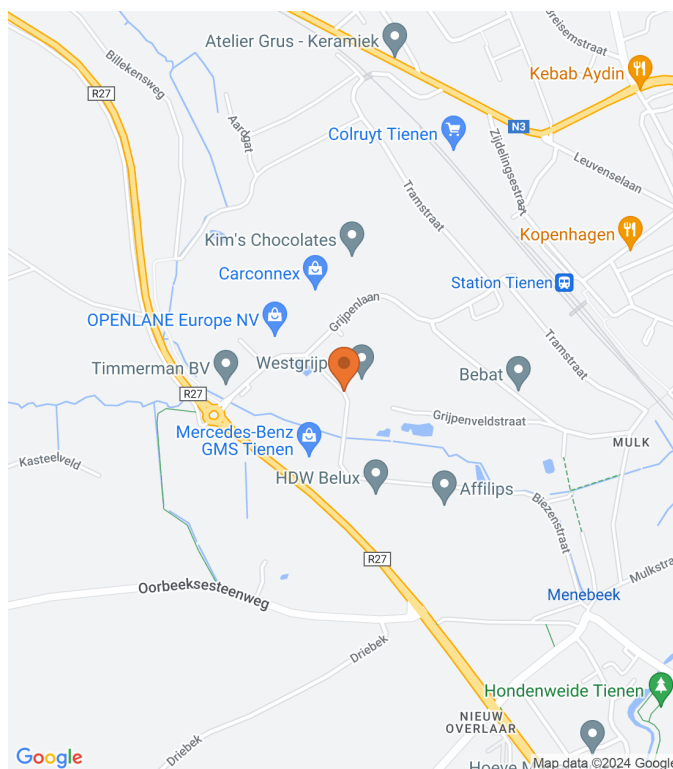 Breisemstraat
Atelier Grus - Keramiek
Billekensweg
Kebab Aydin
R27
Aardgat
N3
Colruyt Tienen
Zijdelingsestraat
Leuvenselaan
Tramstraat
Kim's Chocolates
Kopenhagen
Carconnex
Station Tienen
Grijpenlaan
OPENLANE Europe NV
Tramstraat
Westgrijp
Timmerman BV
Bebat
R27
Grijpenveldstraat
Mercedes-Benz
GMS Tienen
MULK
Kasteelveld
HDW Belux
Affilips
Biezenstraat
R27
Mulkstra
Oorbeeksesteenweg
Menebeek
Driebek
Hondenweide Tienen
NIEUW
OVERLAAR
Driebek
Google
Hoeve M
Map data ©2024 Google